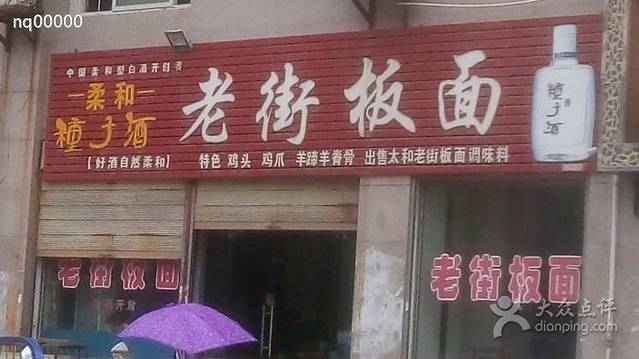 nq00000
中国柔和型白酒开创者
柔和
種子酒
【好酒自然柔和】
老街板面
特色 鸡头 鸡爪 羊蹄羊脊骨 出售太和老街板面调味料
種子酒
老街板面
老街板面
大众点评
dianping.com